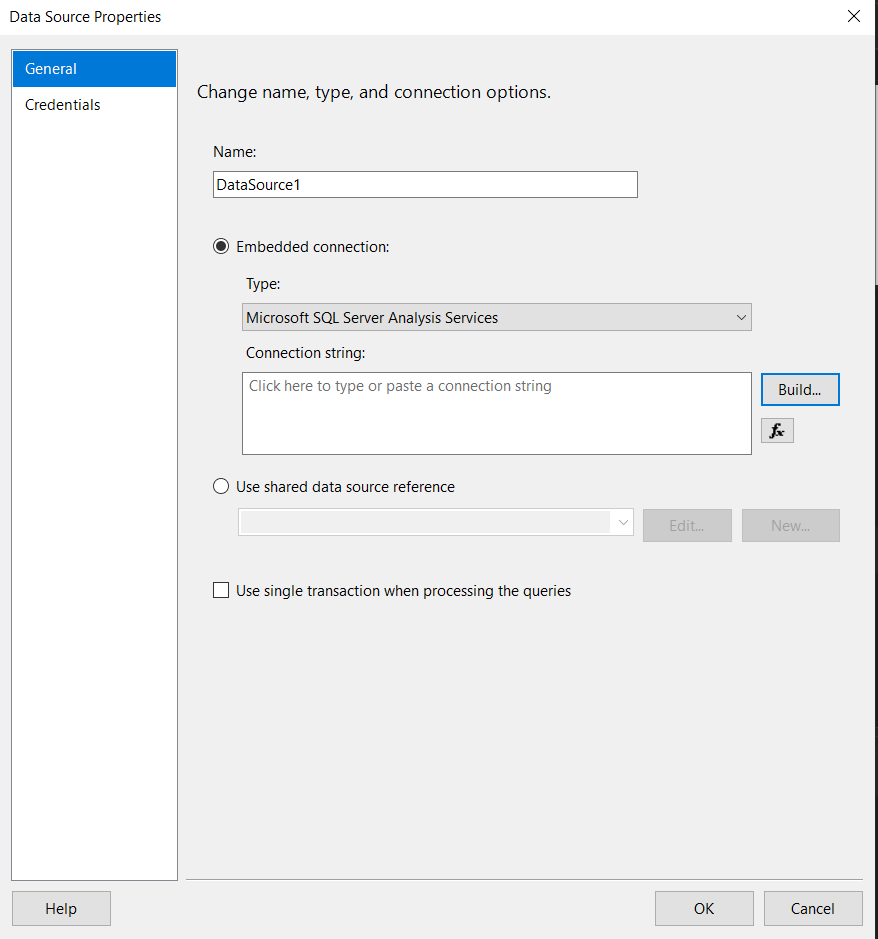 Data Source Properties
General
Credentials
Change name, type, and connection options.
Name:
DataSource1
Embedded connection:
Type:
Microsoft SQL Server Analysis Services
Connection string:
Click here to type or paste a connection string
Build...
fx
Use shared data source reference
Edit...
New...
Use single transaction when processing the queries
Help
OK
Cancel